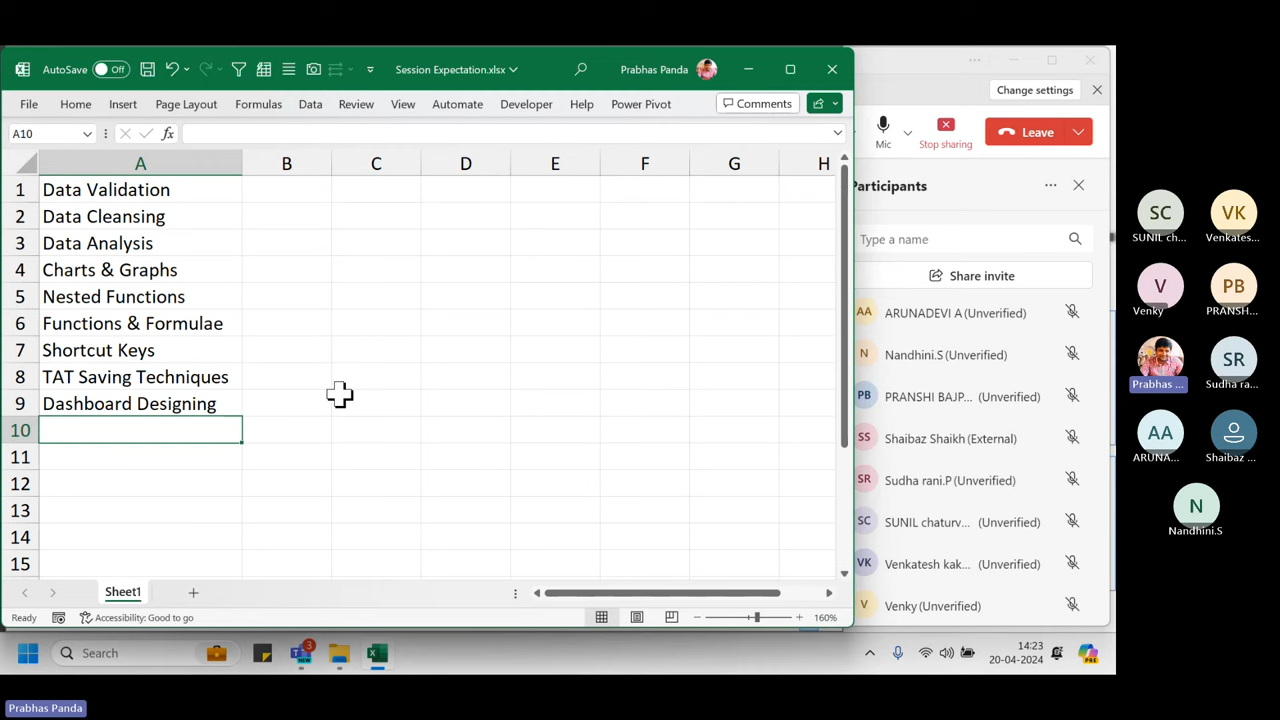 AutoSave Off Session Expectation.xlsx Prabhas Panda
File Home Insert Page Layout Formulas Data Review View Automate Developer Help Power Pivot Comments
A10 fx
A B C D E F G H
1 Data Validation
2 Data Cleansing
3 Data Analysis
4 Charts & Graphs
5 Nested Functions
6 Functions & Formulae
7 Shortcut Keys
8 TAT Saving Techniques
9 Dashboard Designing
10
11
12
13
14
15
Sheet1
Ready Accessibility: Good to go 160%
Change settings
Mic Stop sharing Leave
Participants
Type a name
Share invite
AA ARUNADEVI A (Unverified)
N Nandhini.S (Unverified)
PB PRANSHI BAJP... (Unverified)
SS Shaibaz Shaikh (External)
SR Sudha rani.P (Unverified)
SC SUNIL chaturv... (Unverified)
VK Venkatesh kak... (Unverified)
V Venky (Unverified)
SC VK
SUNIL ch... Venkates...
V PB
Venky PRANSH...
SR
Prabhas ... Sudha ra...
AA
ARUNA... Shaibaz ...
N
Nandhini.S
Search 3 NEW 14:23
20-04-2024 PRE
Prabhas Panda